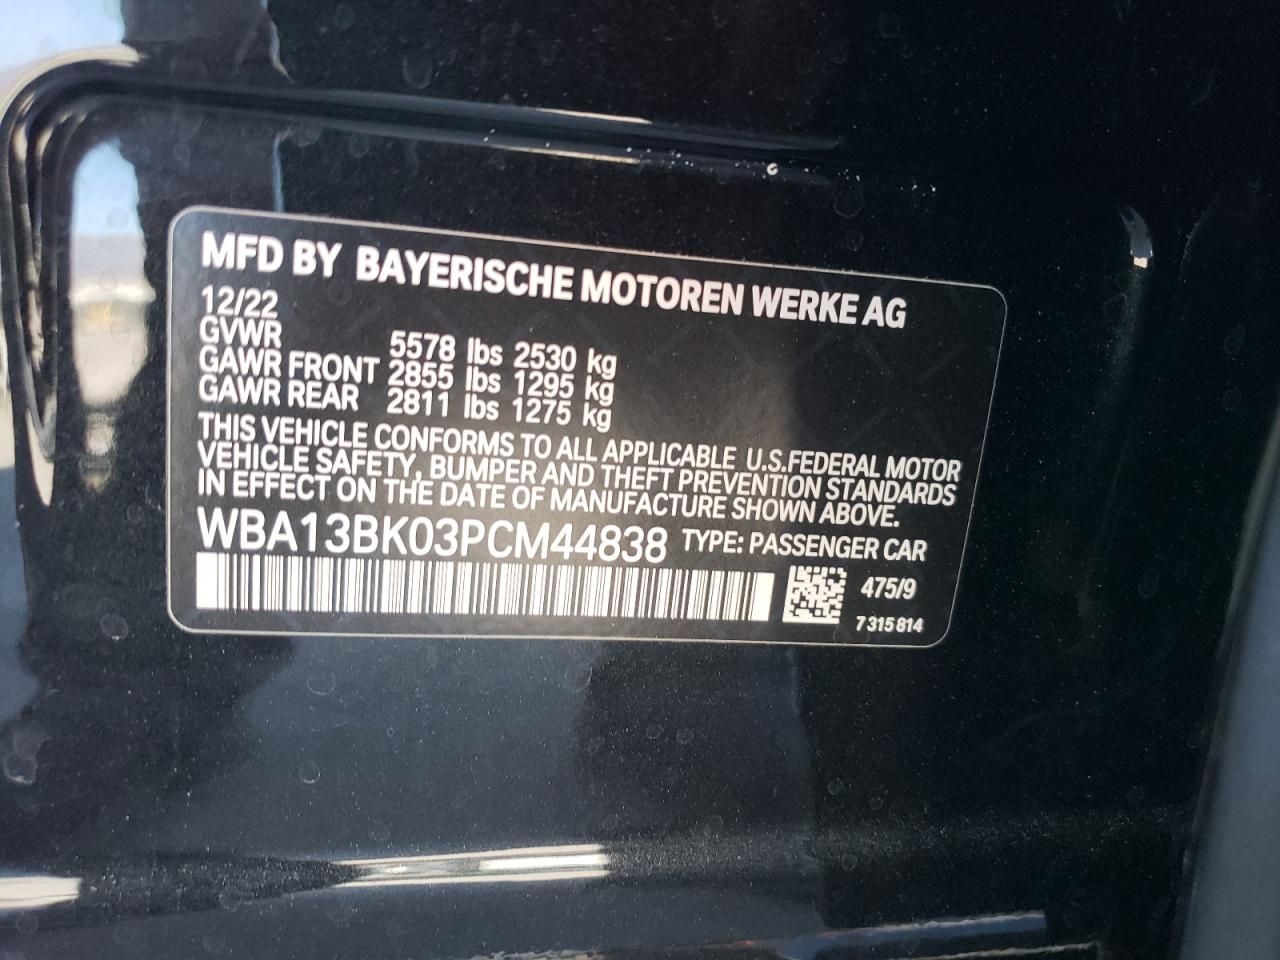 MFD BY BAYERISCHE MOTOREN WERKE AG
12/22
GVWR 5578 lbs 2530 kg
GAWR FRONT 2855 lbs 1295 kg
GAWR REAR 2811 lbs 1275 kg
THIS VEHICLE CONFORMS TO ALL APPLICABLE U.S.FEDERAL MOTOR
VEHICLE SAFETY, BUMPER AND THEFT PREVENTION STANDARDS
IN EFFECT ON THE DATE OF MANUFACTURE SHOWN ABOVE.
WBA13BK03PCM44838 TYPE: PASSENGER CAR
475/9
7 315 814